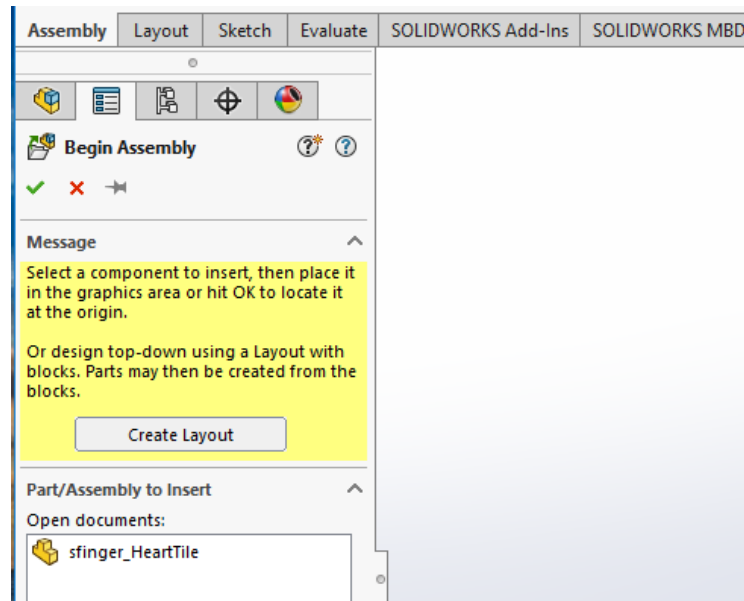 Assembly Layout Sketch Evaluate SOLIDWORKS Add-Ins SOLIDWORKS MBD
Begin Assembly
Message
Select a component to insert, then place it
in the graphics area or hit OK to locate it
at the origin.
Or design top-down using a Layout with
blocks. Parts may then be created from the
blocks.
Create Layout
Part/Assembly to Insert
Open documents:
sfinger_HeartTile